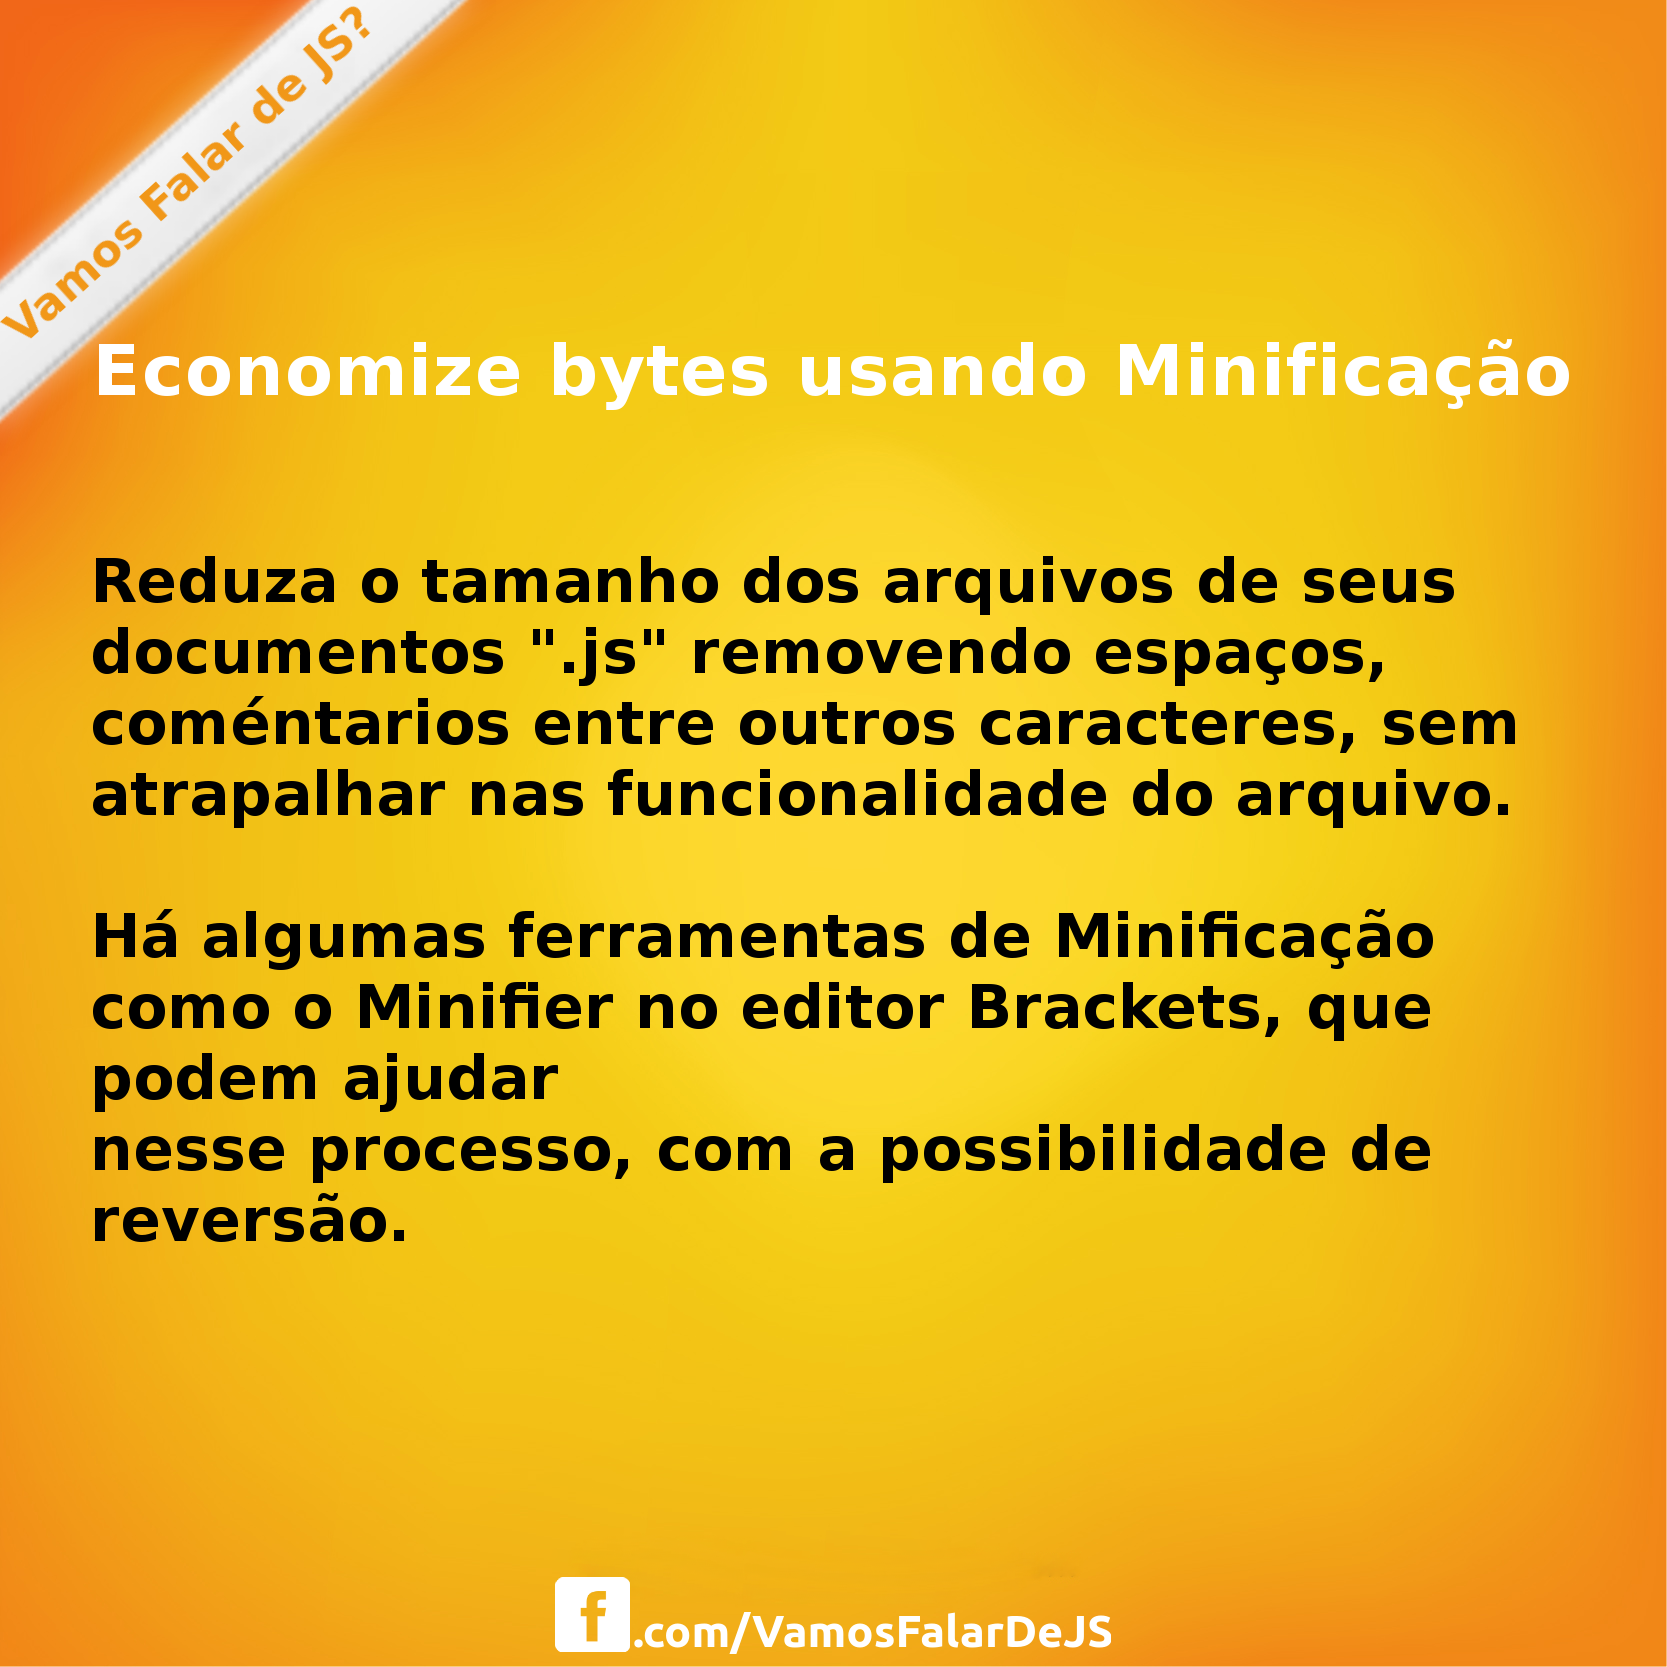 Vamos Falar de JS?
Economize bytes usando Minificação
Reduza o tamanho dos arquivos de seus
documentos ".js" removendo espaços,
coméntarios entre outros caracteres, sem
atrapalhar nas funcionalidade do arquivo.
Há algumas ferramentas de Minificação
como o Minifier no editor Brackets, que
podem ajudar
nesse processo, com a possibilidade de
reversão.
f.com/VamosFalarDeJS